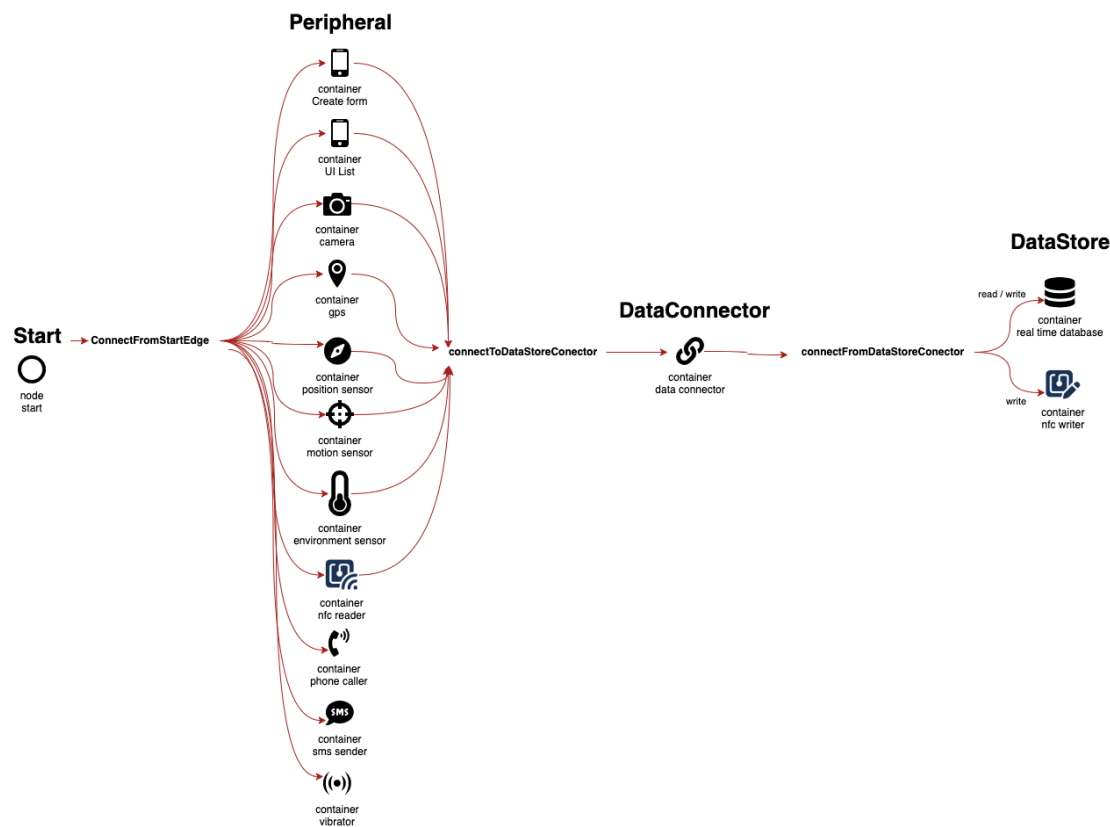 Peripheral
container
Create form
container
UI List
container
camera
container
gps
container
position sensor
container
motion sensor
container
environment sensor
container
nfc reader
container
phone caller
SMS
container
sms sender
container
vibrator
Start
node
start
ConnectFromStartEdge
connectToDataStoreConector
DataConnector
container
data connector
connectFromDataStoreConector
DataStore
read / write
container
real time database
write
container
nfc writer